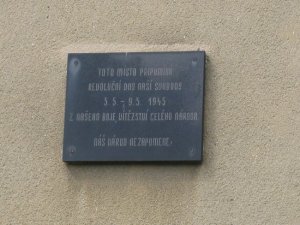 TOTO MÍSTO PŘIPOMÍNÁ
REVOLUČNÍ DNY NAŠÍ SVOBODY
5.5 - 9.5 1945
Z NAŠEHO BOJE VÍTĚZSTVÍ CELÉHO NÁRODA
NÁŠ NÁROD NEZAPOMENE!